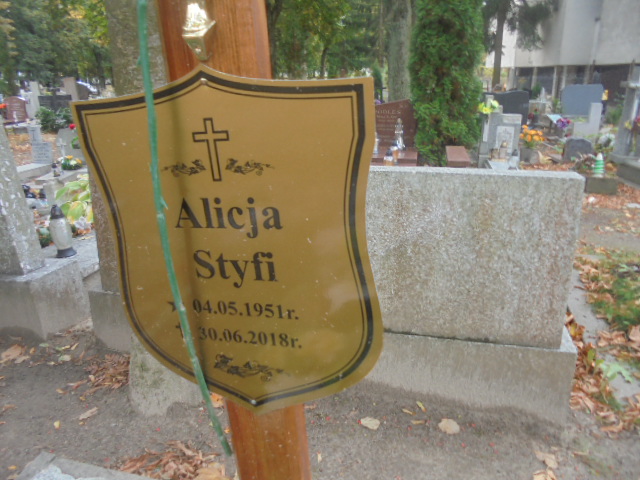 Alicja
Styfi
★ 04.05.1951r.
✝ 30.06.2018r.